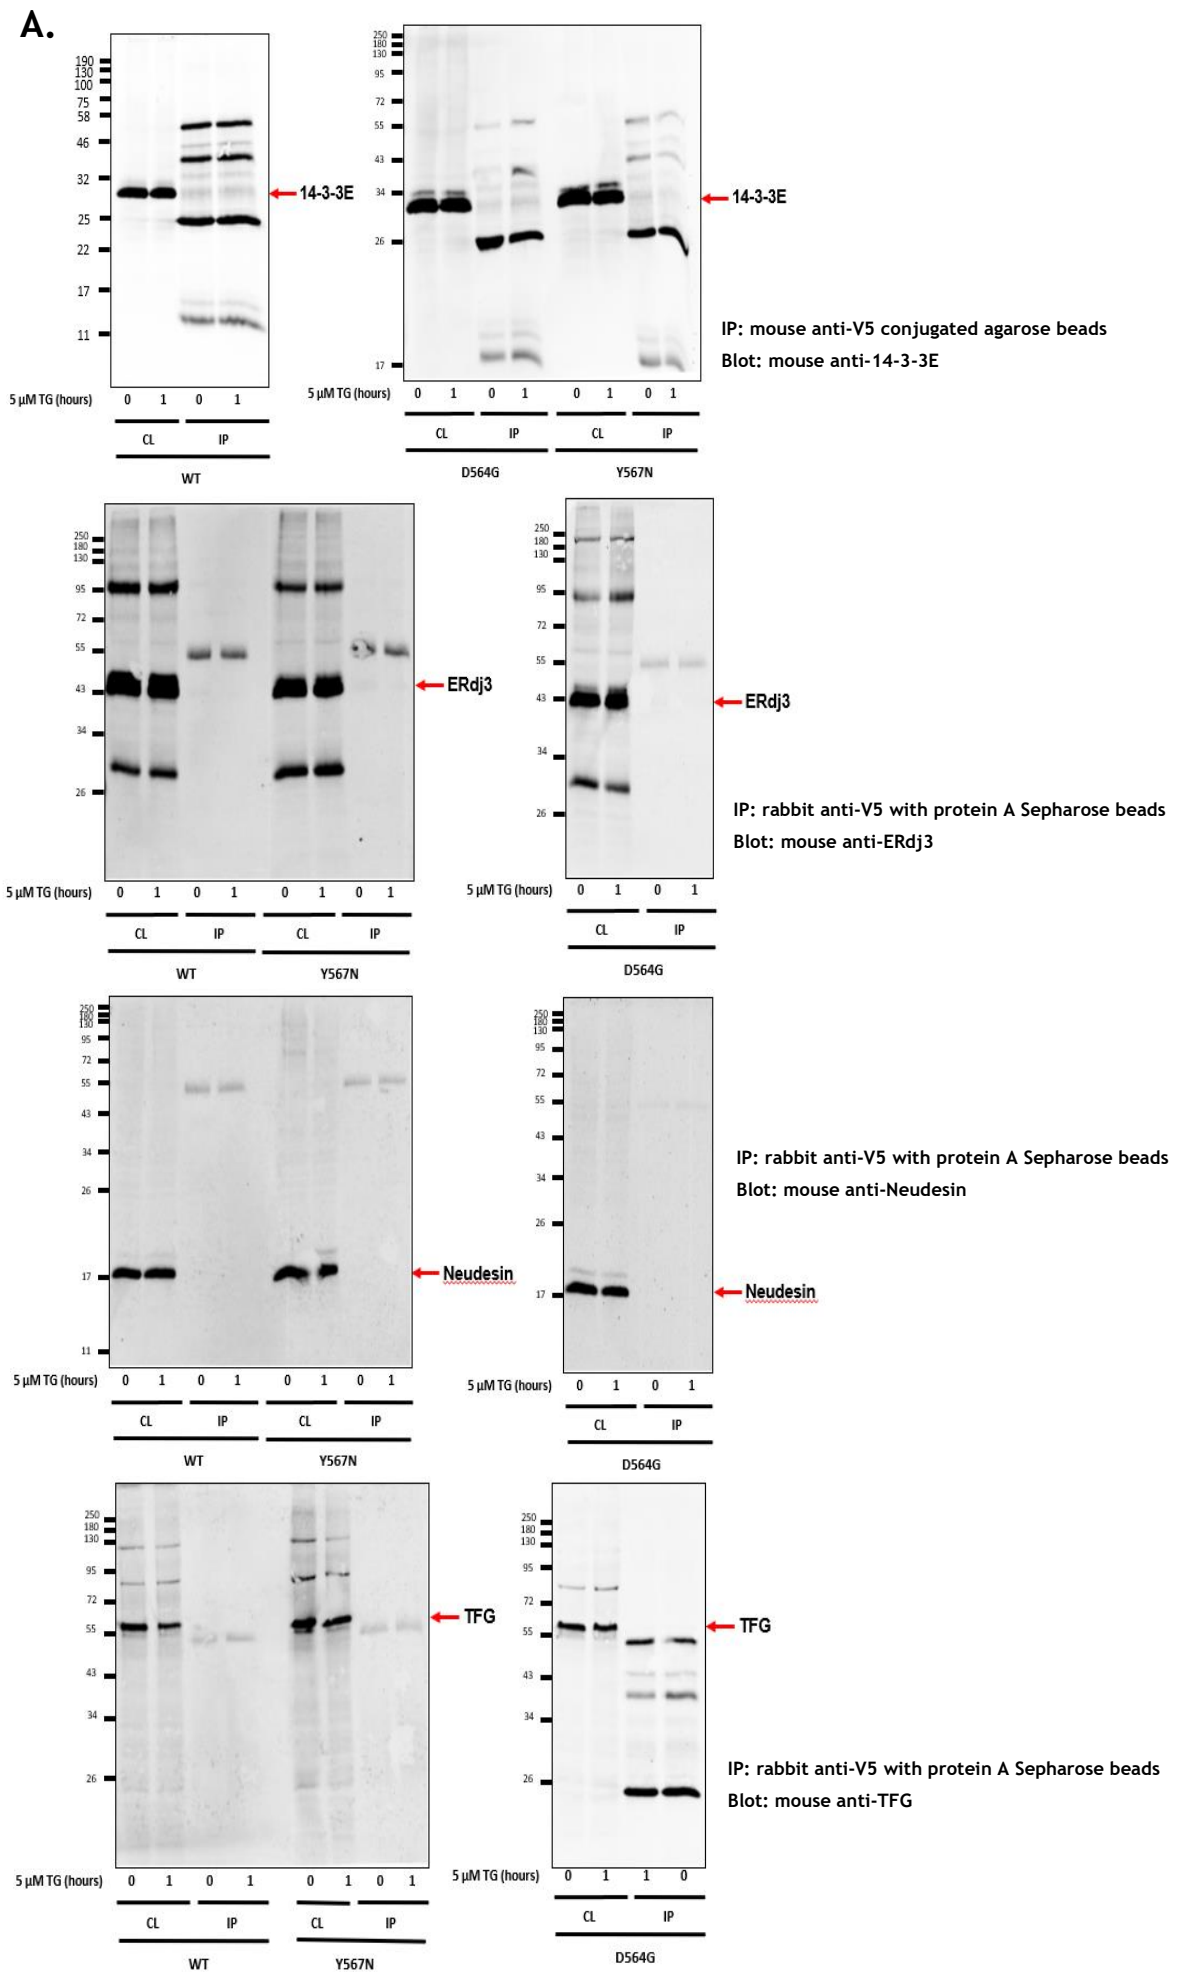 A.
190
130
100
75
58
46
32
25
22
17
11
14-3-3E
5 µM TG (hours) 0 1 0 1
CL IP
WT
250
180
130
95
72
55
43
34
26
17
14-3-3E
5 µM TG (hours) 0 1 0 1 0 1 0 1
CL IP CL IP
D564G Y567N
IP: mouse anti-V5 conjugated agarose beads
Blot: mouse anti-14-3-3E
250
180
130
95
72
55
43
34
26
ERdj3
5 µM TG (hours) 0 1 0 1 0 1 0 1
CL IP CL IP
WT Y567N
250
180
130
95
72
55
43
34
26
ERdj3
5 µM TG (hours) 0 1 0 1
CL IP
D564G
IP: rabbit anti-V5 with protein A Sepharose beads
Blot: mouse anti-ERdj3
250
180
130
95
72
55
43
34
26
17
11
Neudesin
5 µM TG (hours) 0 1 0 1 0 1 0 1
CL IP CL IP
WT Y567N
250
180
130
95
72
55
43
34
26
17
Neudesin
5 µM TG (hours) 0 1 0 1
CL IP
D564G
IP: rabbit anti-V5 with protein A Sepharose beads
Blot: mouse anti-Neudesin
250
180
130
95
72
55
43
34
26
TFG
5 µM TG (hours) 0 1 0 1 0 1 0 1
CL IP CL IP
WT Y567N
250
180
130
95
72
55
43
34
26
TFG
5 µM TG (hours) 0 1 1 0
CL IP
D564G
IP: rabbit anti-V5 with protein A Sepharose beads
Blot: mouse anti-TFG